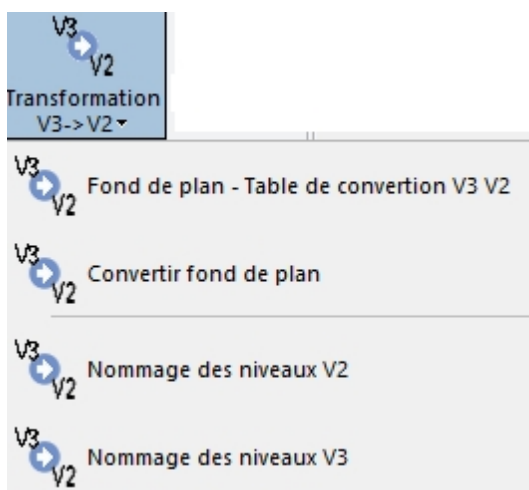 V3
V2
Transformation
V3->V2
V3
V2
Fond de plan - Table de convertion V3 V2
V3
V2
Convertir fond de plan
V3
V2
Nommage des niveaux V2
V3
V2
Nommage des niveaux V3